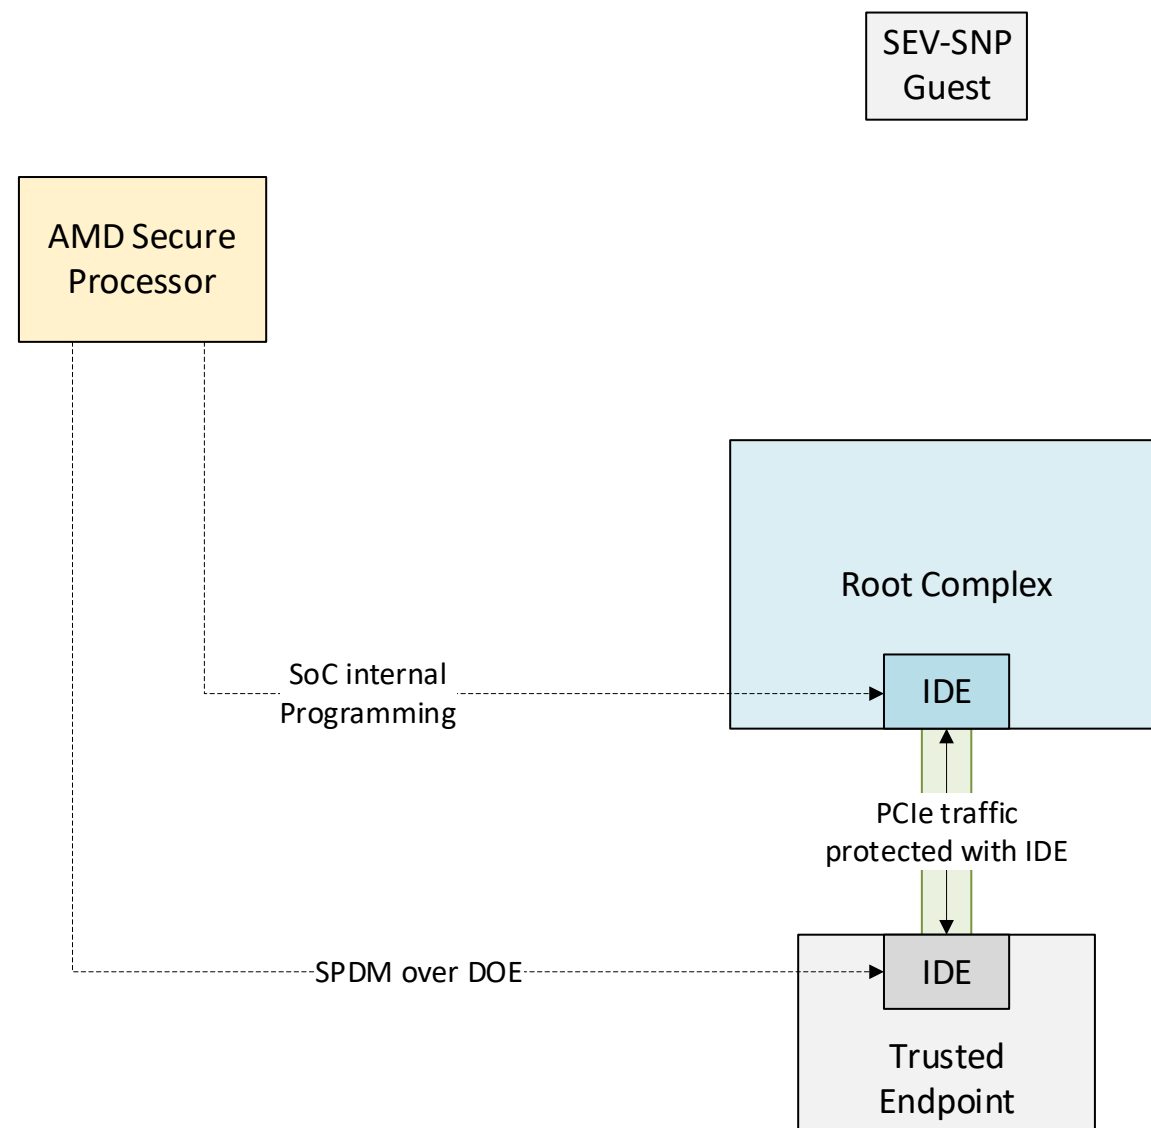 SEV-SNP
Guest
AMD Secure
Processor
Root Complex
SoC internal
Programming
IDE
PCIe traffic
protected with IDE
SPDM over DOE
IDE
Trusted
Endpoint